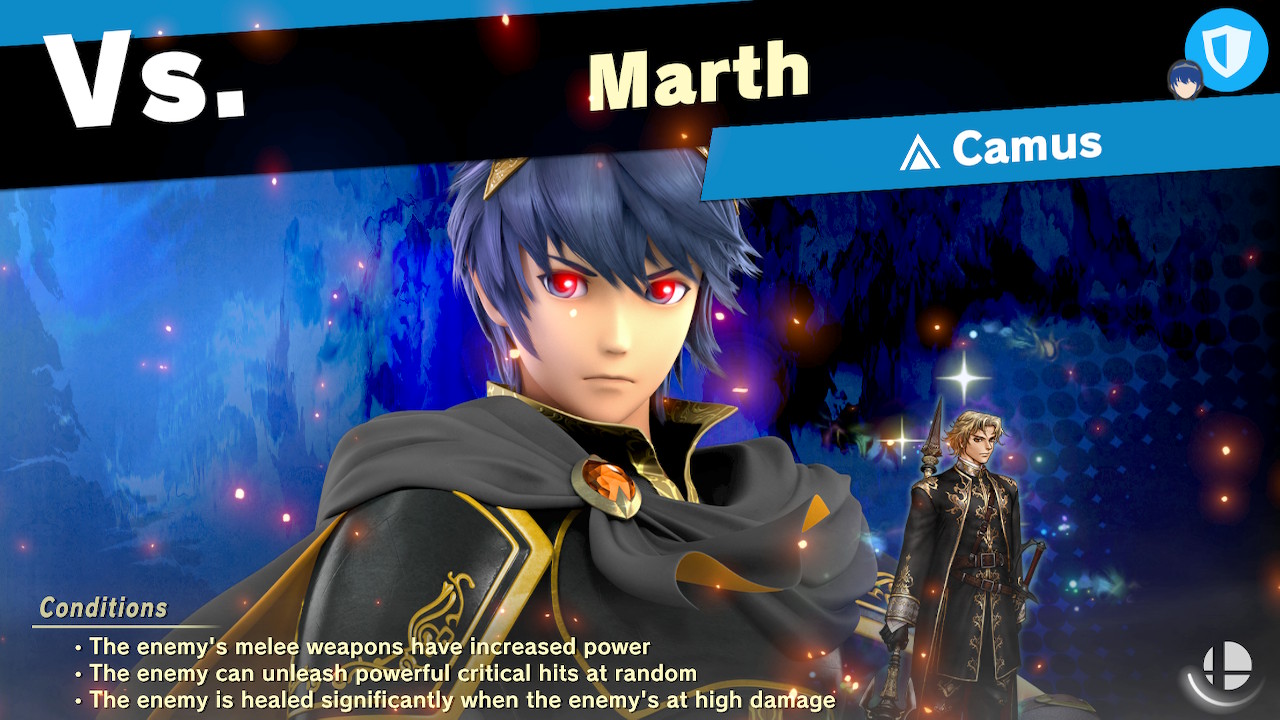 Vs.
Marth
Camus
Conditions
• The enemy's melee weapons have increased power
• The enemy can unleash powerful critical hits at random
• The enemy is healed significantly when the enemy's at high damage